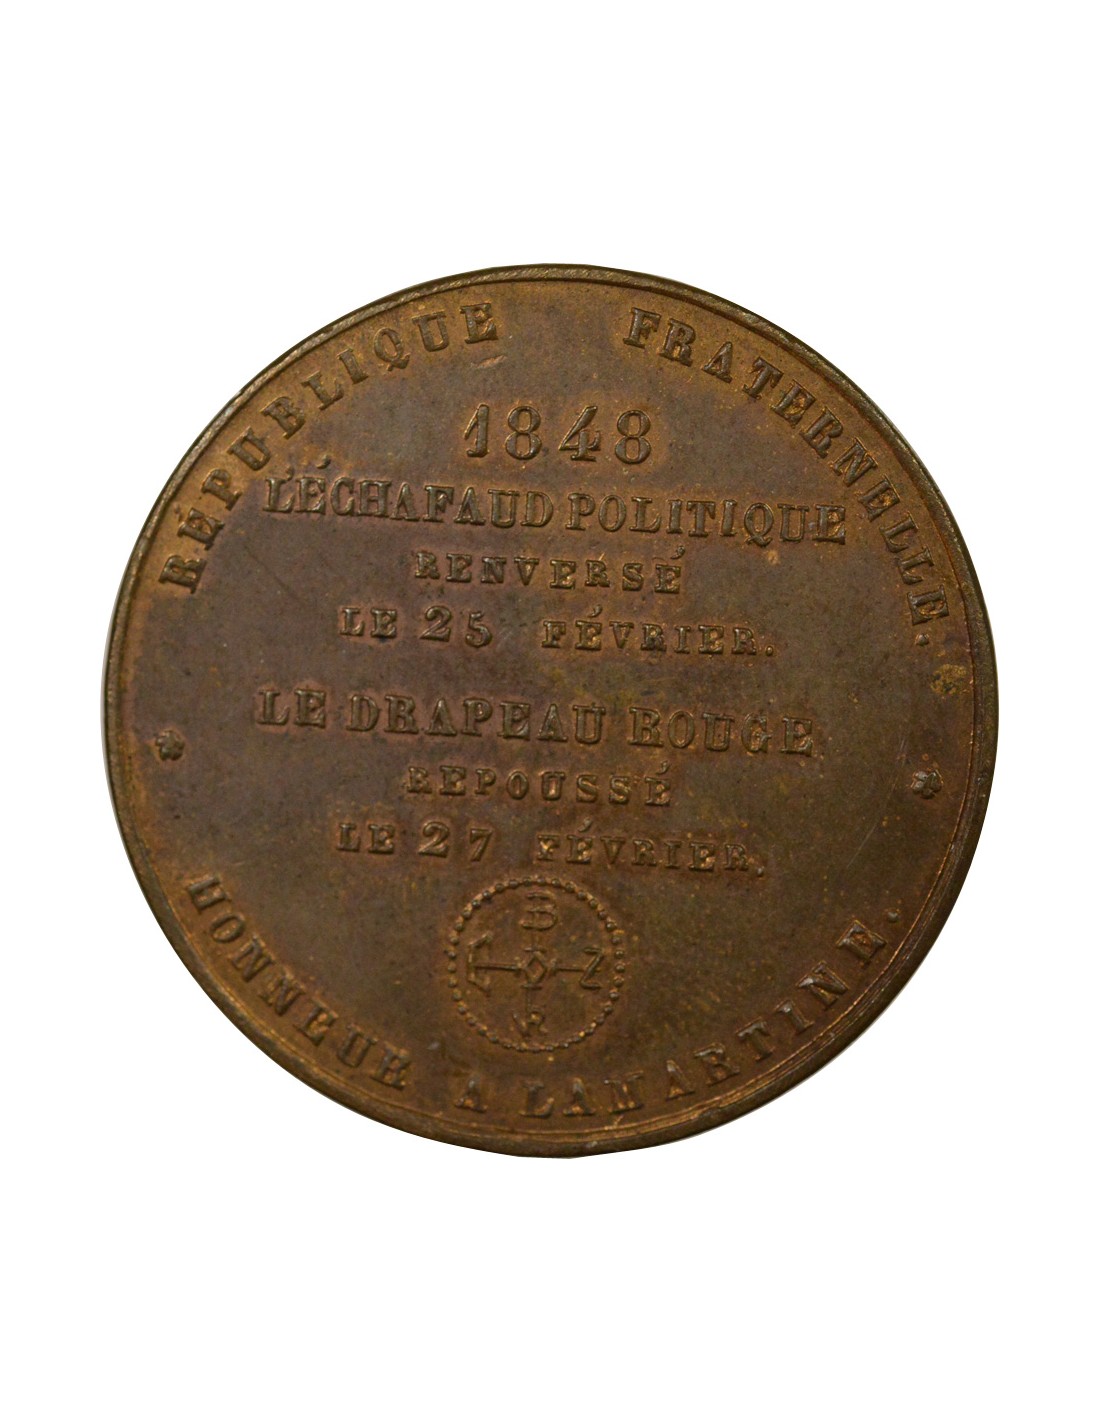 RÉPUBLIQUE FRATERNELLE.
1848
L'ÉCHAFAUD POLITIQUE
RENVERSÉ
LE 25 FÉVRIER.
LE DRAPEAU ROUGE
REPOUSSÉ
LE 27 FÉVRIER.
B
Z
R
HONNEUR A LAMARTINE.